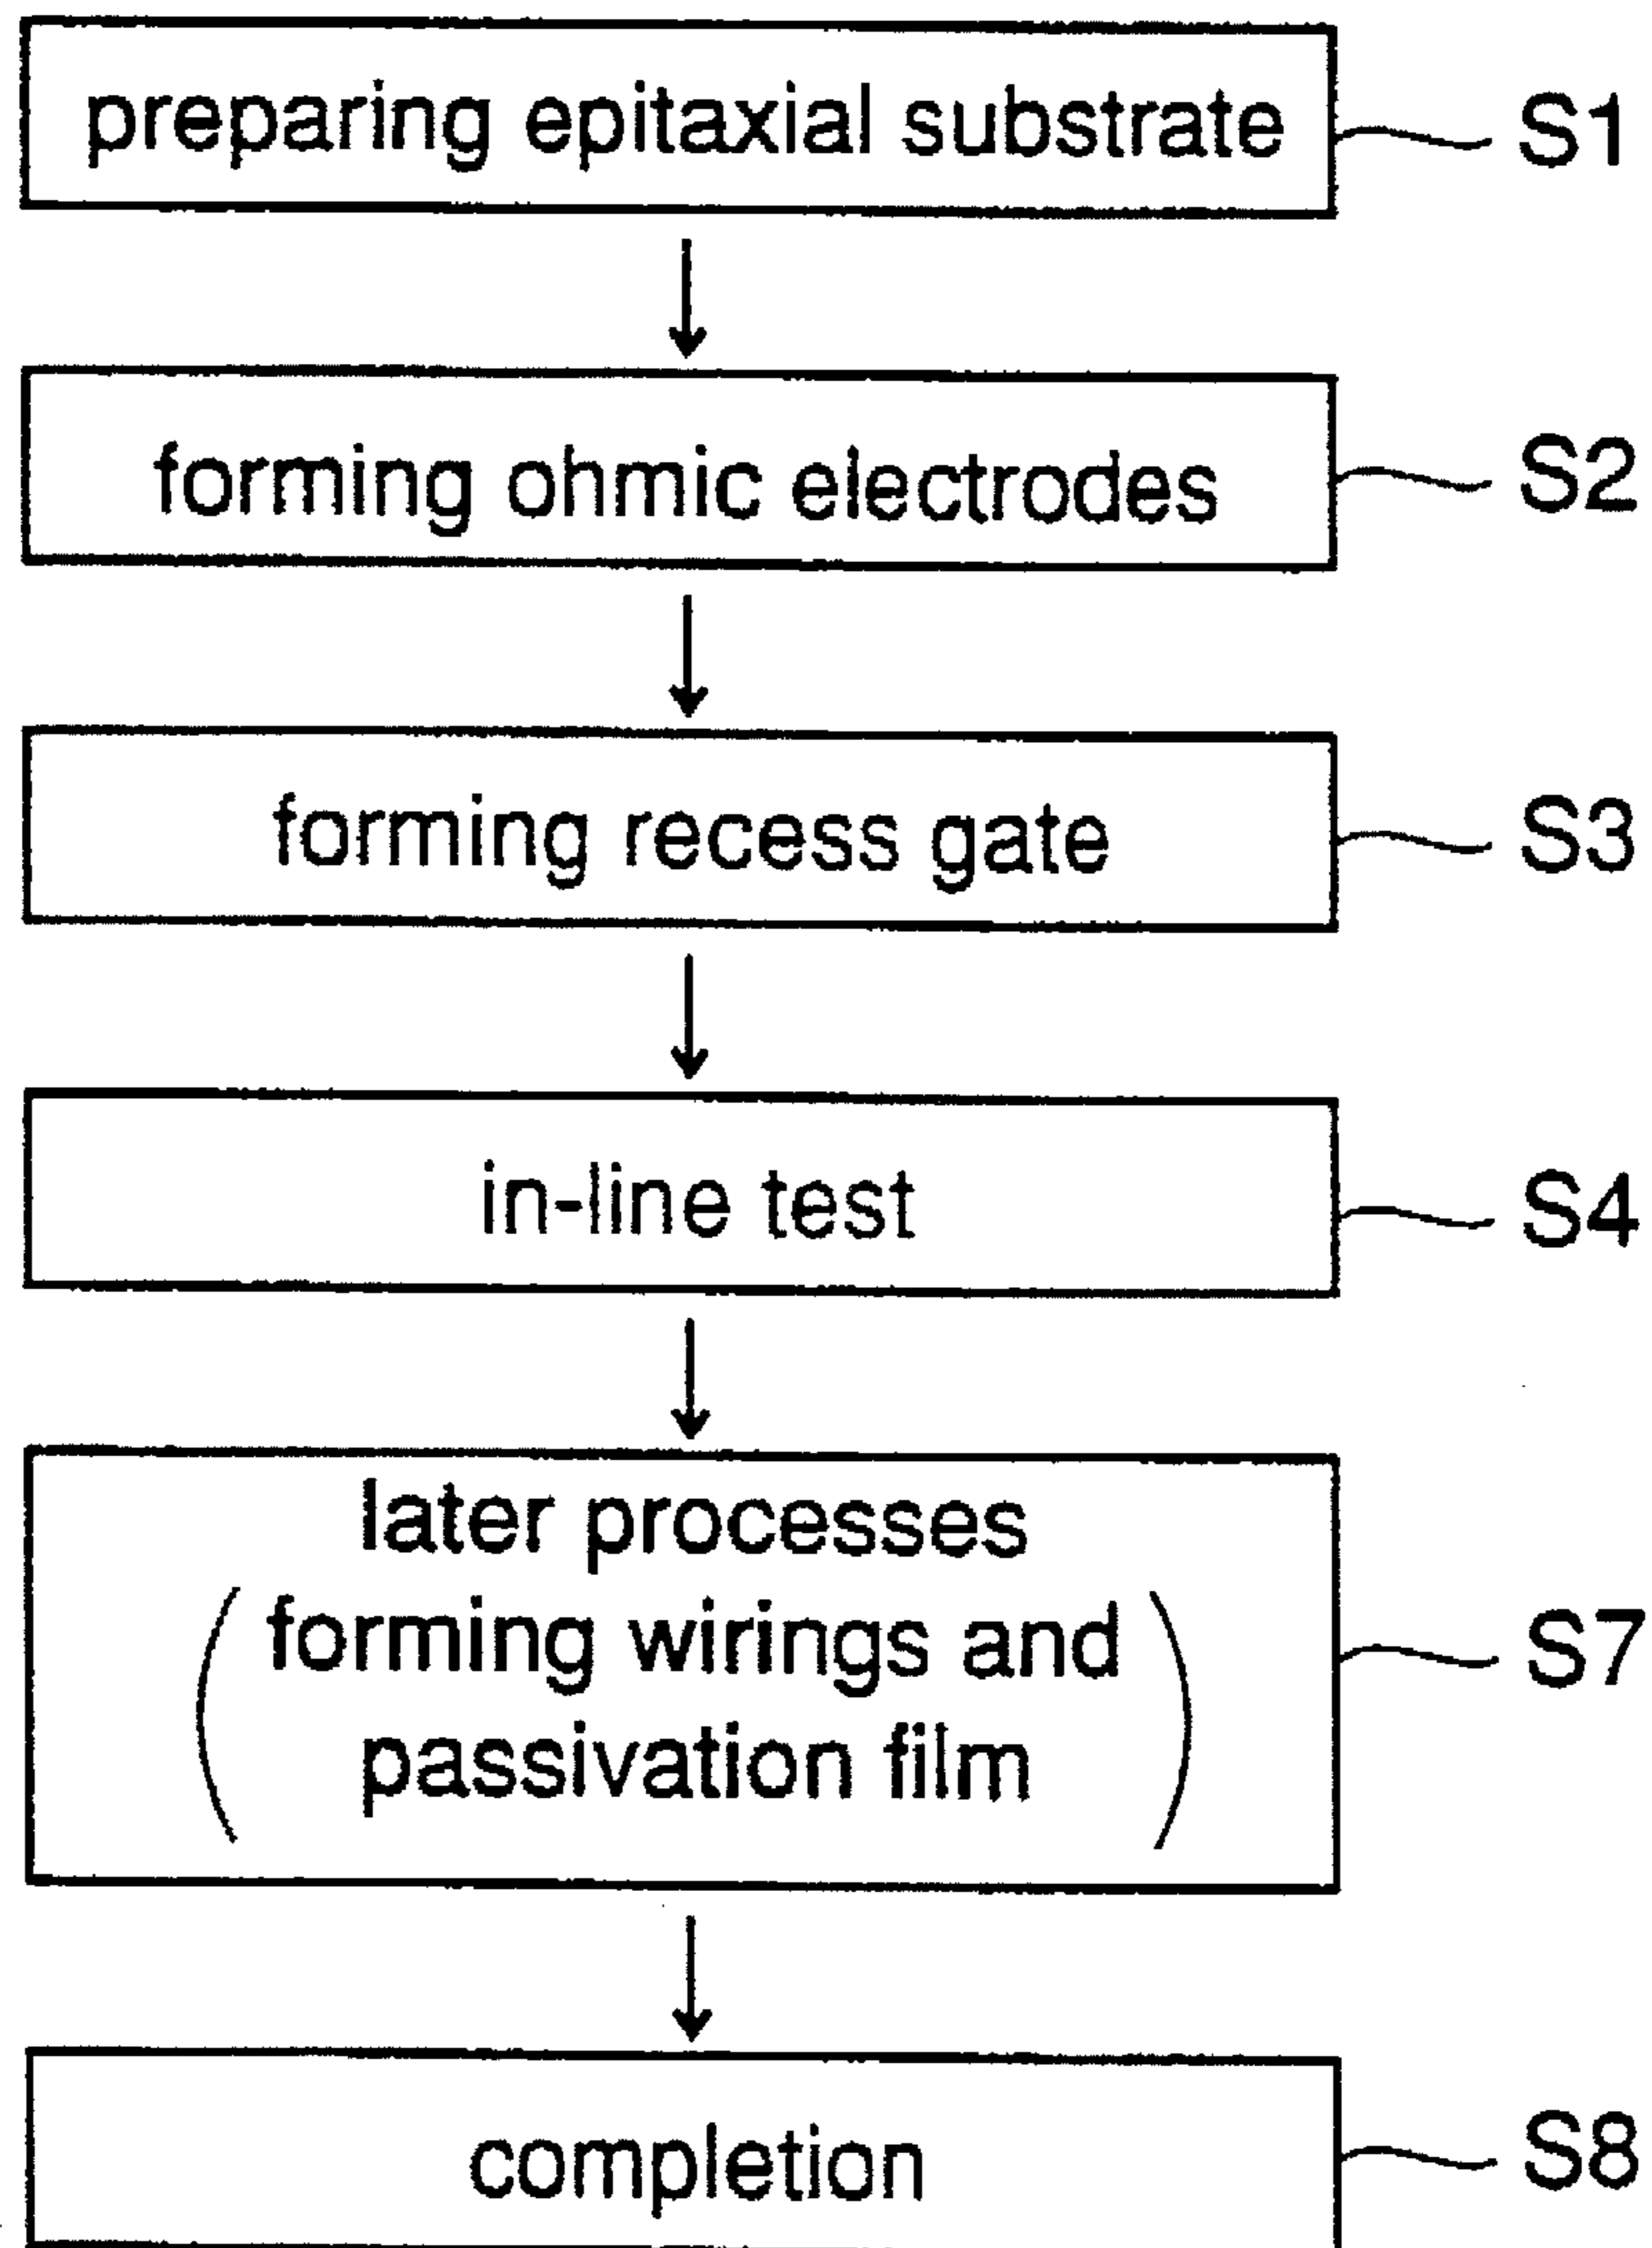 preparing epitaxial substrate S1
forming ohmic electrodes S2
forming recess gate S3
in-line test S4
later processes
(forming wirings and S7
passivation film)
completion S8